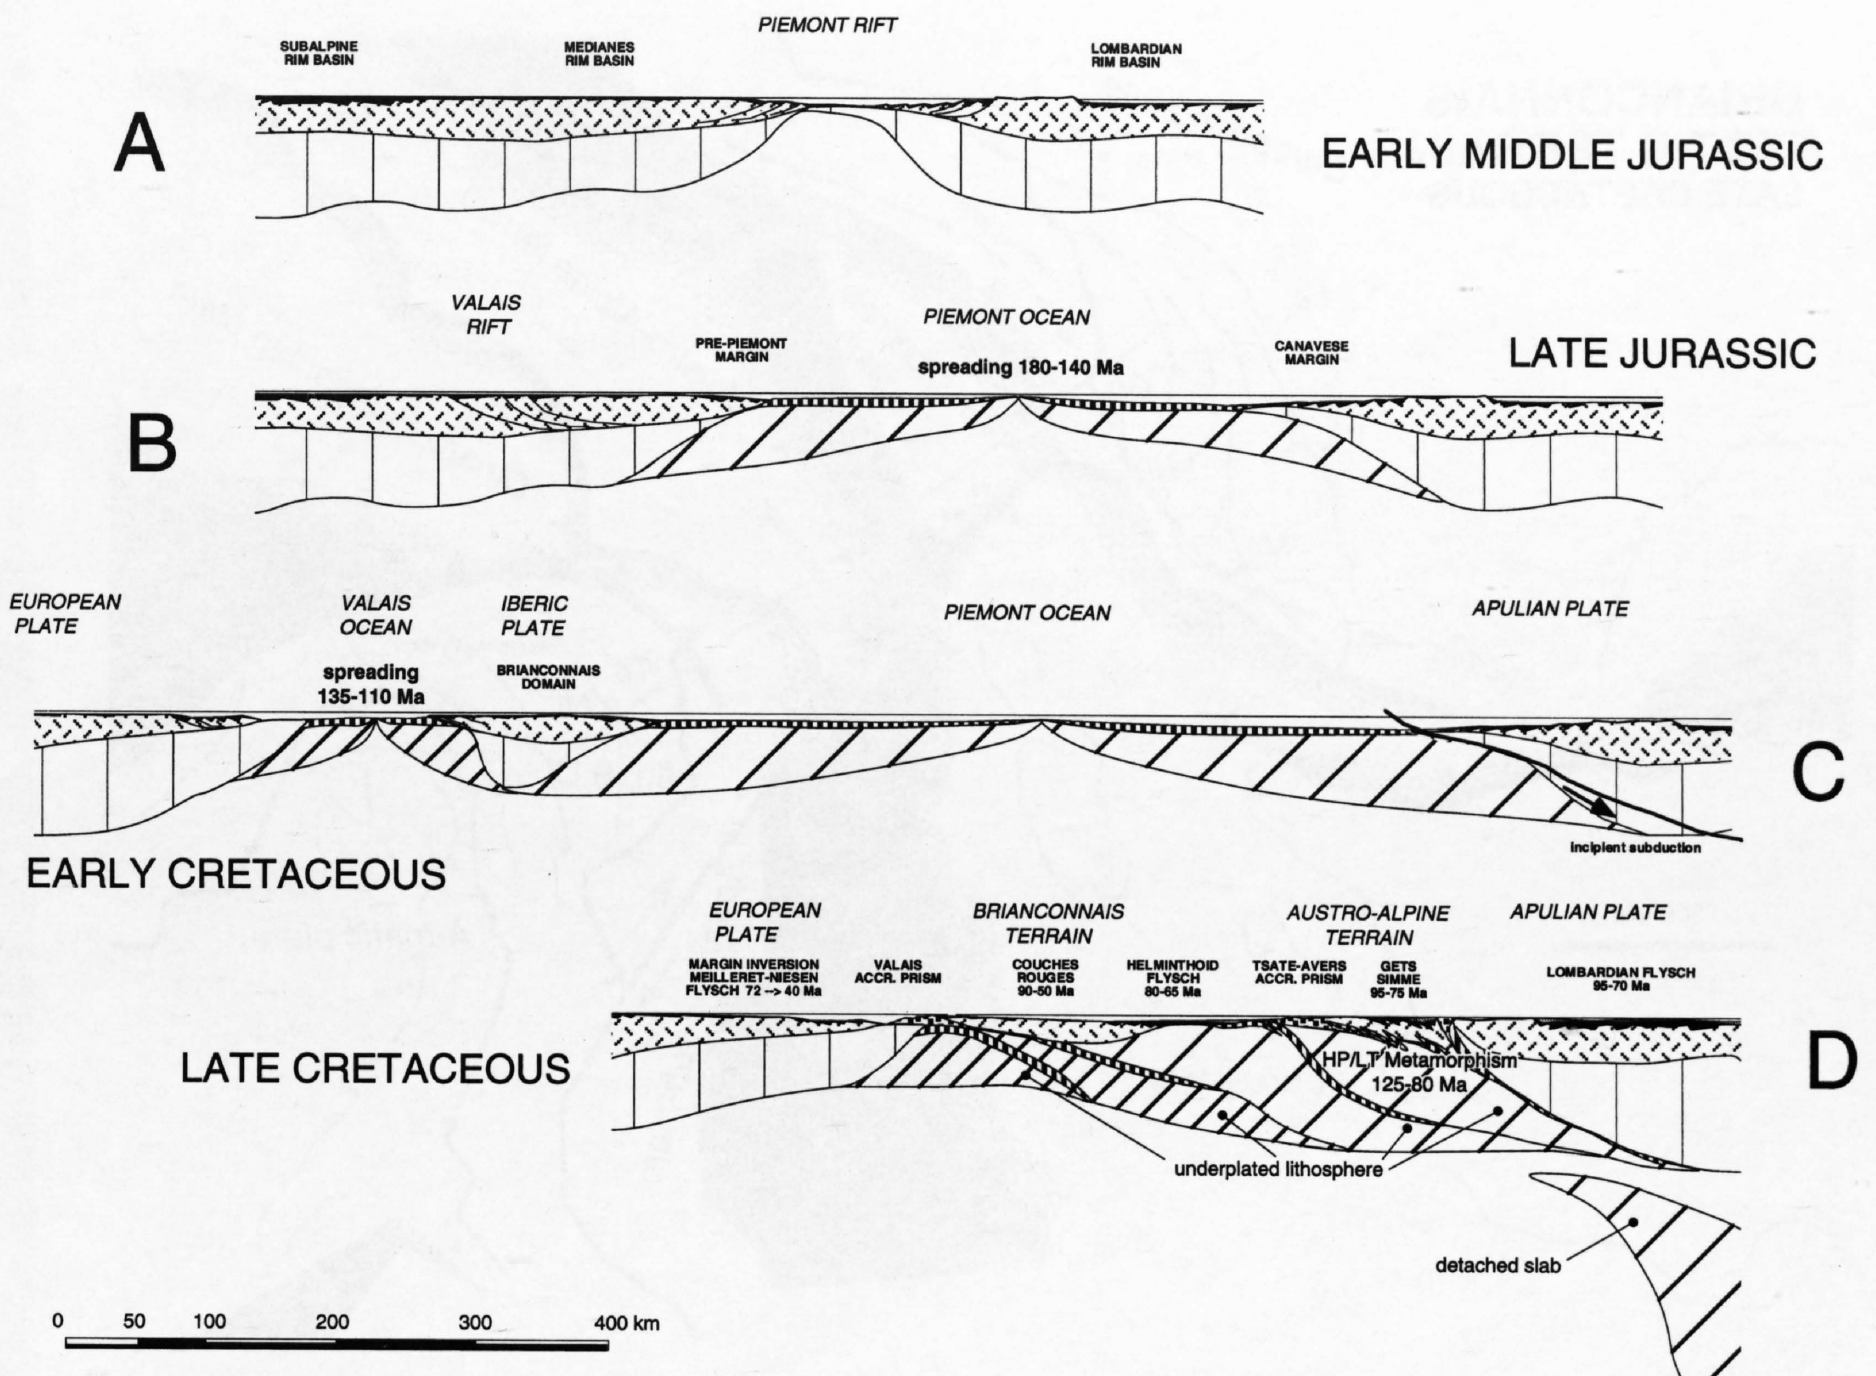 PIEMONT RIFT
SUBALPINE
RIM BASIN
MEDIANES
RIM BASIN
LOMBARDIAN
RIM BASIN
A
EARLY MIDDLE JURASSIC
VALAIS
RIFT
PIEMONT OCEAN
PRE-PIEMONT
MARGIN
spreading 180-140 Ma
CANAVESE
MARGIN
LATE JURASSIC
B
EUROPEAN
PLATE
VALAIS
OCEAN
IBERIC
PLATE
PIEMONT OCEAN
APULIAN PLATE
spreading
135-110 Ma
BRIANCONNAIS
DOMAIN
C
incipient subduction
EARLY CRETACEOUS
EUROPEAN
PLATE
BRIANCONNAIS
TERRAIN
AUSTRO-ALPINE
TERRAIN
APULIAN PLATE
MARGIN INVERSION
MEILLERET-NIESEN
FLYSCH 72 --> 40 Ma
VALAIS
ACCR. PRISM
COUCHES
ROUGES
90-50 Ma
HELMINTHOID
FLYSCH
80-65 Ma
TSATE-AVERS
ACCR. PRISM
GETS
SIMME
95-75 Ma
LOMBARDIAN FLYSCH
95-70 Ma
LATE CRETACEOUS
HP/LT Metamorphism
125-80 Ma
D
underplated lithosphere
detached slab
0 50 100 200 300 400 km